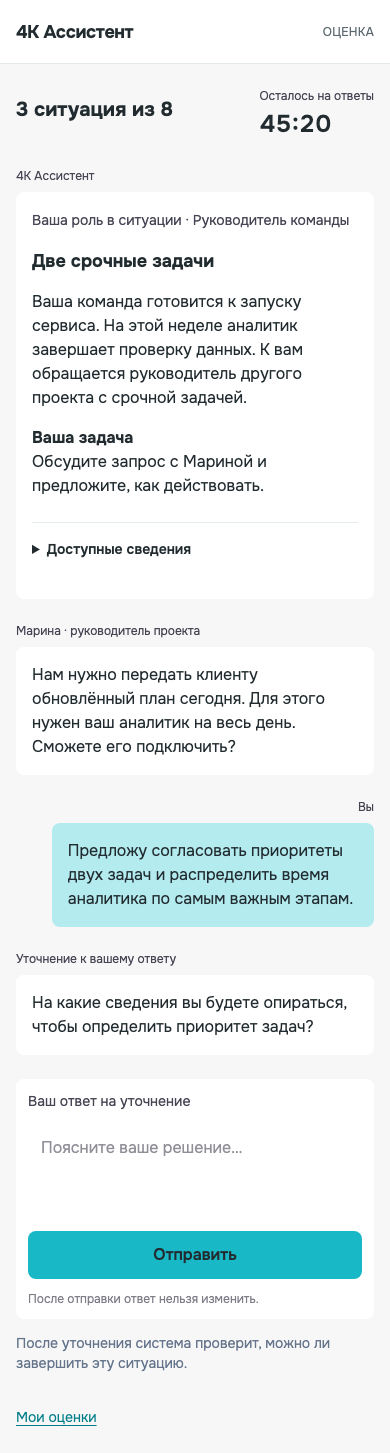 4К Ассистент
ОЦЕНКА
3 ситуация из 8
Осталось на ответы
45:20
4К Ассистент
Ваша роль в ситуации · Руководитель команды
Две срочные задачи
Ваша команда готовится к запуску
сервиса. На этой неделе аналитик
завершает проверку данных. К вам
обращается руководитель другого
проекта с срочной задачей.
Ваша задача
Обсудите запрос с Мариной и
предложите, как действовать.
▶ Доступные сведения
Марина · руководитель проекта
Нам нужно передать клиенту
обновлённый план сегодня. Для этого
нужен ваш аналитик на весь день.
Сможете его подключить?
Вы
Предложу согласовать приоритеты
двух задач и распределить время
аналитика по самым важным этапам.
Уточнение к вашему ответу
На какие сведения вы будете опираться,
чтобы определить приоритет задач?
Ваш ответ на уточнение
Поясните ваше решение...
Отправить
После отправки ответ нельзя изменить.
После уточнения система проверит, можно ли
завершить эту ситуацию.
Мои оценки